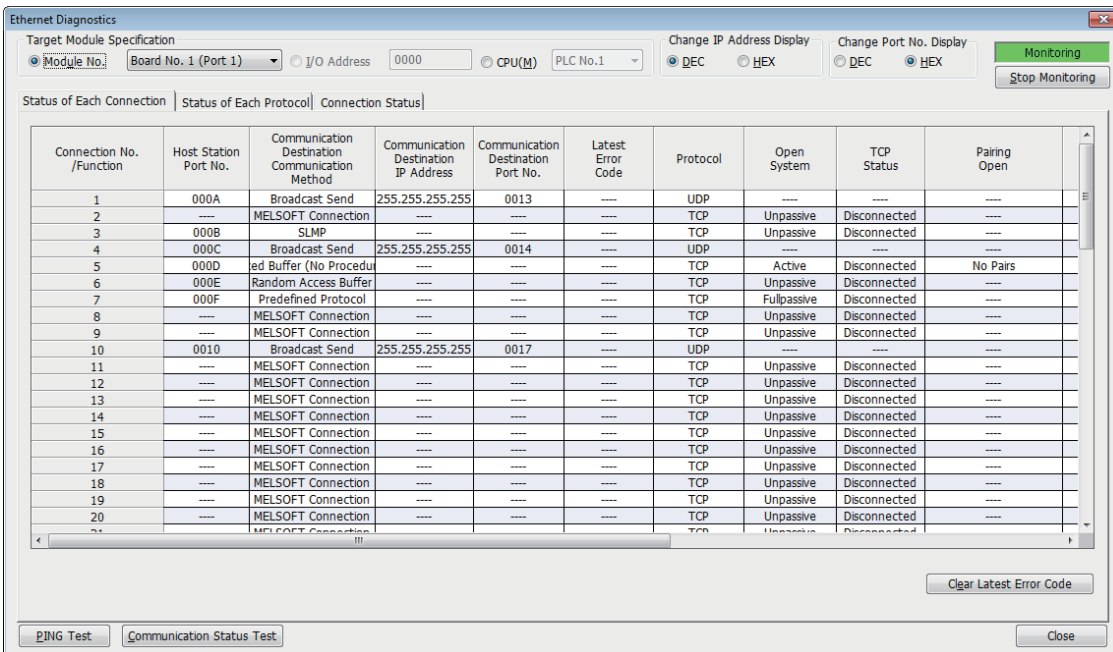 Ethernet Diagnostics
Target Module Specification
Module No. Board No. 1 (Port 1) I/O Address 0000 CPU(M) PLC No.1
Change IP Address Display
DEC HEX
Change Port No. Display
DEC HEX
Monitoring
Stop Monitoring
Status of Each Connection Status of Each Protocol Connection Status
Connection No. /Function Host Station Port No. Communication Destination Communication Method Communication Destination IP Address Communication Destination Port No. Latest Error Code Protocol Open System TCP Status Pairing Open
1 000A Broadcast Send 255.255.255.255 0013 ---- UDP ---- ---- ----
2 ---- MELSOFT Connection ---- ---- ---- TCP Unpassive Disconnected ----
3 000B SLMP ---- ---- ---- TCP Unpassive Disconnected ----
4 000C Broadcast Send 255.255.255.255 0014 ---- UDP ---- ---- ----
5 000D ed Buffer (No Procedu ---- ---- ---- TCP Active Disconnected No Pairs
6 000E Random Access Buffer ---- ---- ---- TCP Unpassive Disconnected ----
7 000F Predefined Protocol ---- ---- ---- TCP Fullpassive Disconnected ----
8 ---- MELSOFT Connection ---- ---- ---- TCP Unpassive Disconnected ----
9 ---- MELSOFT Connection ---- ---- ---- TCP Unpassive Disconnected ----
10 0010 Broadcast Send 255.255.255.255 0017 ---- UDP ---- ---- ----
11 ---- MELSOFT Connection ---- ---- ---- TCP Unpassive Disconnected ----
12 ---- MELSOFT Connection ---- ---- ---- TCP Unpassive Disconnected ----
13 ---- MELSOFT Connection ---- ---- ---- TCP Unpassive Disconnected ----
14 ---- MELSOFT Connection ---- ---- ---- TCP Unpassive Disconnected ----
15 ---- MELSOFT Connection ---- ---- ---- TCP Unpassive Disconnected ----
16 ---- MELSOFT Connection ---- ---- ---- TCP Unpassive Disconnected ----
17 ---- MELSOFT Connection ---- ---- ---- TCP Unpassive Disconnected ----
18 ---- MELSOFT Connection ---- ---- ---- TCP Unpassive Disconnected ----
19 ---- MELSOFT Connection ---- ---- ---- TCP Unpassive Disconnected ----
20 ---- MELSOFT Connection ---- ---- ---- TCP Unpassive Disconnected ----
Clear Latest Error Code
PING Test Communication Status Test Close